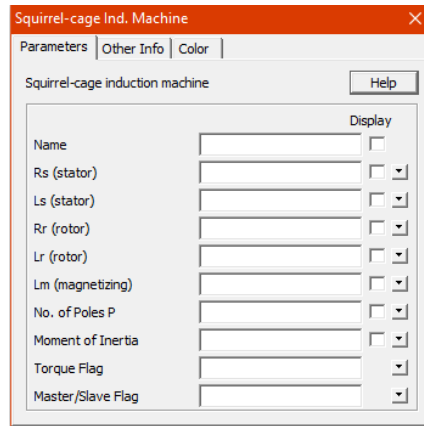 Squirrel-cage Ind. Machine
Parameters Other Info Color
Squirrel-cage induction machine Help
Display
Name
Rs (stator)
Ls (stator)
Rr (rotor)
Lr (rotor)
Lm (magnetizing)
No. of Poles P
Moment of Inertia
Torque Flag
Master/Slave Flag